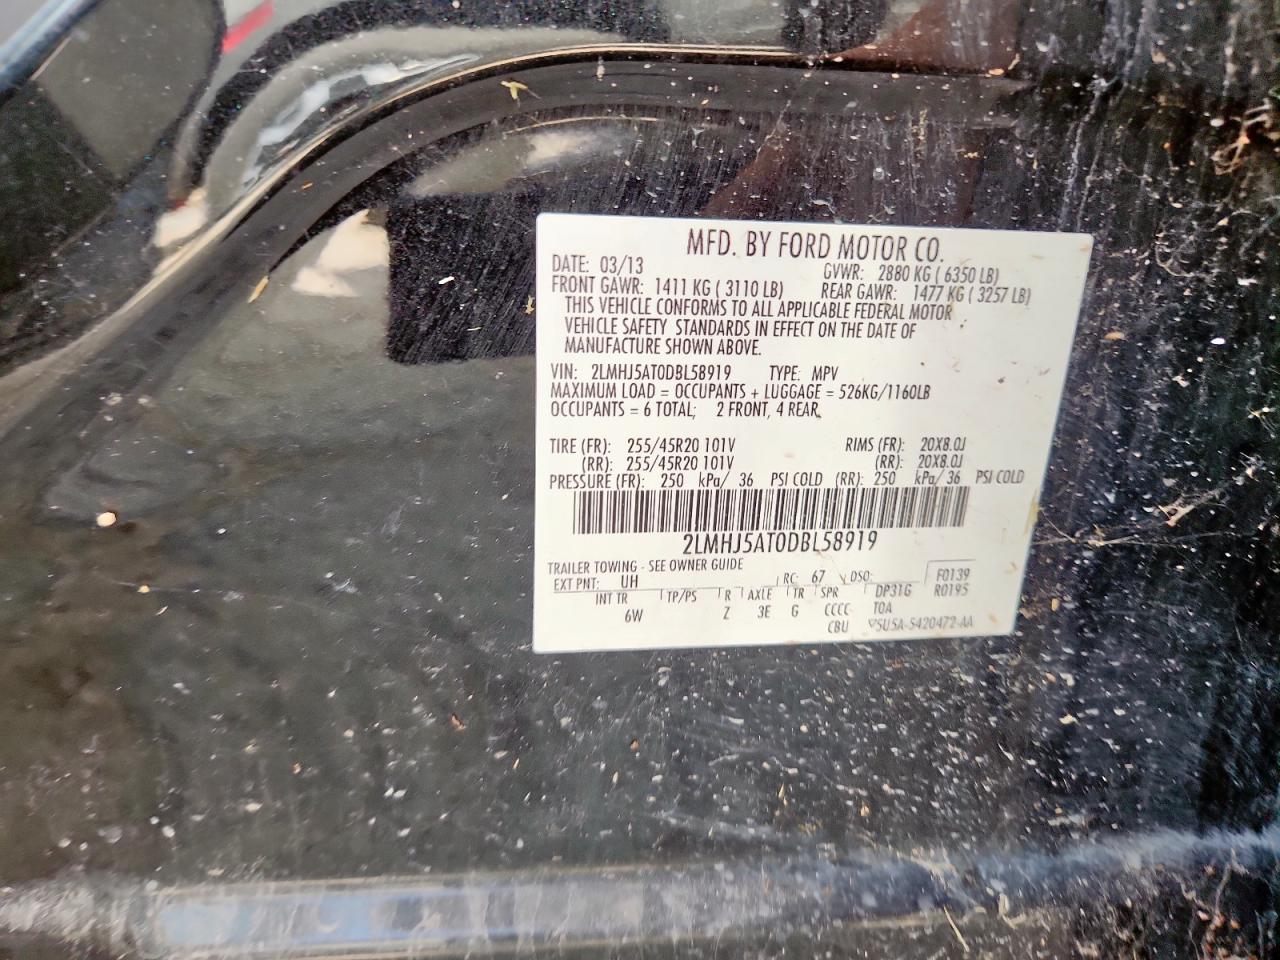 MFD. BY FORD MOTOR CO.
DATE: 03/13 GVWR: 2880 KG ( 6350 LB)
FRONT GAWR: 1411 KG ( 3110 LB) REAR GAWR: 1477 KG ( 3257 LB)
THIS VEHICLE CONFORMS TO ALL APPLICABLE FEDERAL MOTOR
VEHICLE SAFETY STANDARDS IN EFFECT ON THE DATE OF
MANUFACTURE SHOWN ABOVE.
VIN: 2LMHJ5AT0DBL58919 TYPE: MPV
MAXIMUM LOAD = OCCUPANTS + LUGGAGE = 526KG/1160LB
OCCUPANTS = 6 TOTAL; 2 FRONT, 4 REAR
TIRE (FR): 255/45R20 101V RIMS (FR): 20X8.0J
(RR): 255/45R20 101V (RR): 20X8.0J
PRESSURE (FR): 250 kPa/ 36 PSI COLD (RR): 250 kPa/ 36 PSI COLD
2LMHJ5AT0DBL58919
TRAILER TOWING - SEE OWNER GUIDE
EXT PNT: UH RC: 67 DSO: F0139
INT TR TP/PS R AXLE TR SPR DP31G R0195
6W Z 3E G CCCC TOA
CBU 5U5A-5420472-AA